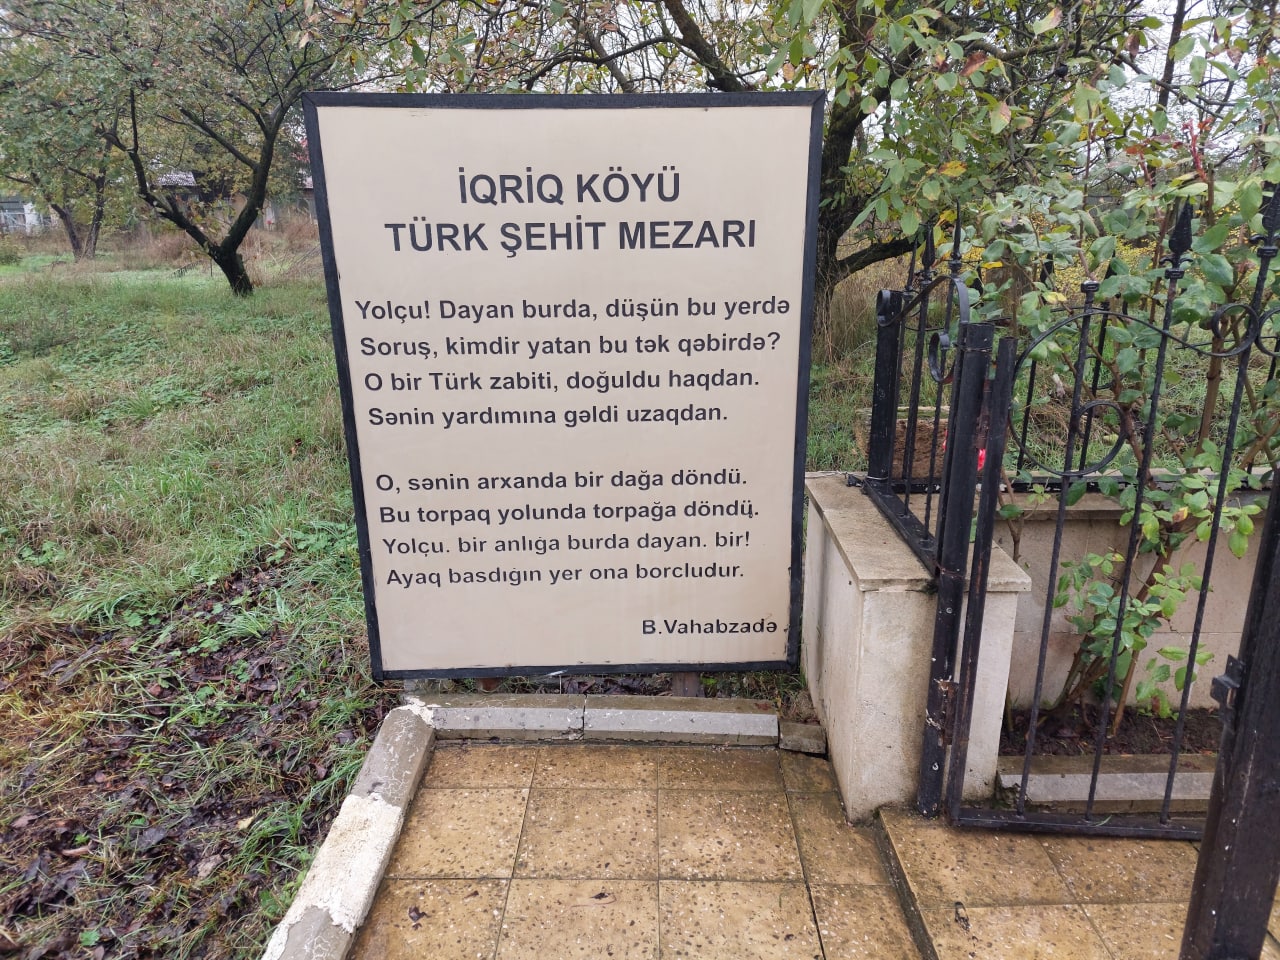 İQRİQ KÖYÜ
TÜRK ŞEHİT MEZARI
Yolçu! Dayan burda, düşün bu yerdə
Soruş, kimdir yatan bu tək qəbirdə?
O bir Türk zabiti, doğuldu haqdan.
Sənin yardımına gəldi uzaqdan.
O, sənin arxanda bir dağa döndü.
Bu torpaq yolunda torpağa döndü.
Yolçu. bir anlığa burda dayan. bir!
Ayaq basdığın yer ona borcludur.
B.Vahabzadə